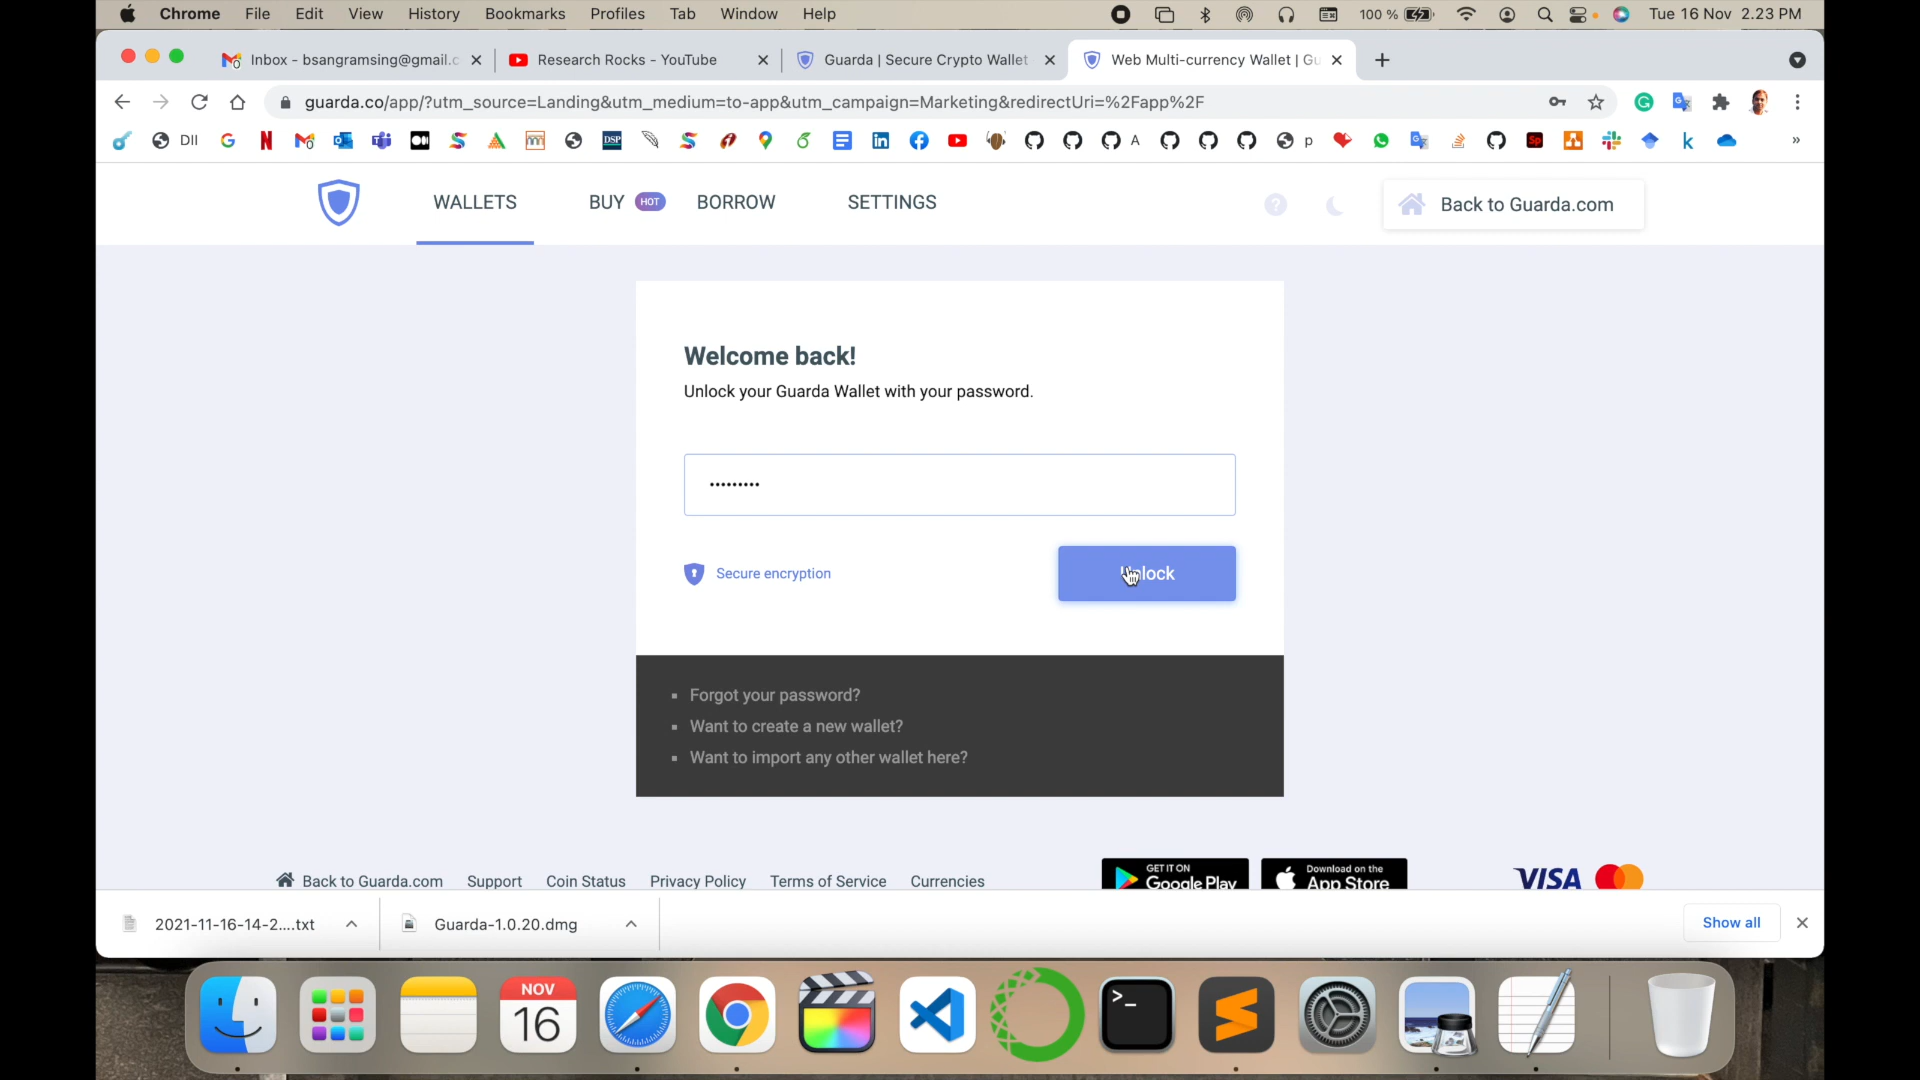 Chrome File Edit View History Bookmarks Profiles Tab Window Help 100 % Tue 16 Nov 2.23 PM
Inbox - bsangramsing@gmail.c Research Rocks - YouTube Guarda | Secure Crypto Wallet Web Multi-currency Wallet | Gu
guarda.co/app/?utm_source=Landing&utm_medium=to-app&utm_campaign=Marketing&redirectUri=%2Fapp%2F
DII DSP A p Sp k »
WALLETS BUY HOT BORROW SETTINGS ? Back to Guarda.com
Welcome back!
Unlock your Guarda Wallet with your password.
•••••••••
Secure encryption Unlock
Forgot your password?
Want to create a new wallet?
Want to import any other wallet here?
Back to Guarda.com Support Coin Status Privacy Policy Terms of Service Currencies GET IT ON Google Play Download on the App Store VISA
2021-11-16-14-2....txt Guarda-1.0.20.dmg Show all
NOV
16